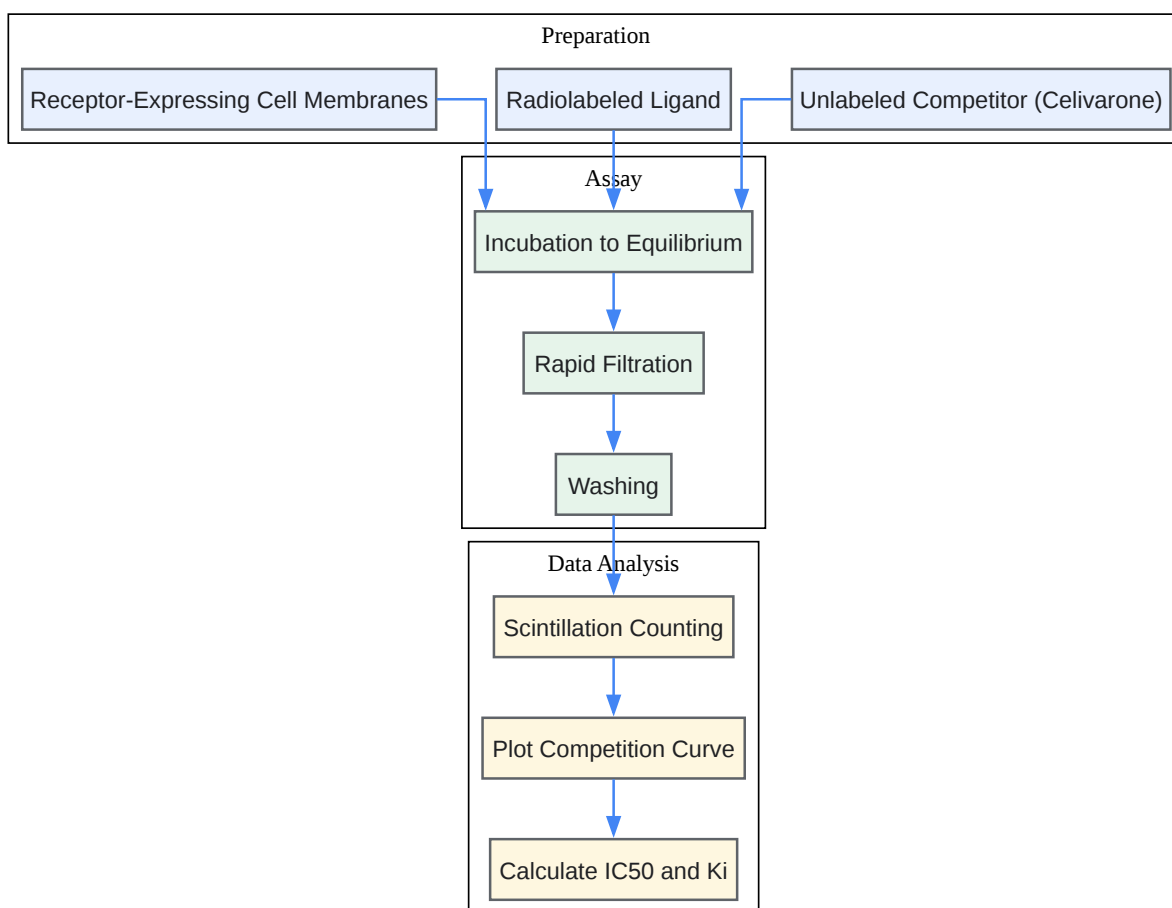 Preparation
Receptor-Expressing Cell Membranes
Radiolabeled Ligand
Unlabeled Competitor (Celivarone)
Assay
Incubation to Equilibrium
Rapid Filtration
Washing
Data Analysis
Scintillation Counting
Plot Competition Curve
Calculate IC50 and Ki